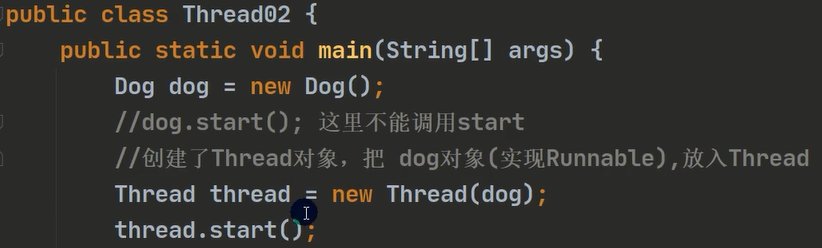 public class Thread02 {
public static void main(String[] args) {
Dog dog = new Dog();
//dog.start(); 这里不能调用start
//创建了Thread对象，把 dog对象(实现Runnable),放入Thread
Thread thread = new Thread(dog);
thread.start();